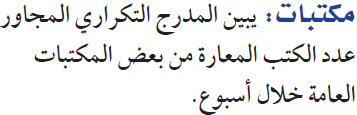 مكتبات: يبين المدرج التكراري المجاور
عدد الكتب المعارة من بعض المكتبات
العامة خلال أسبوع.